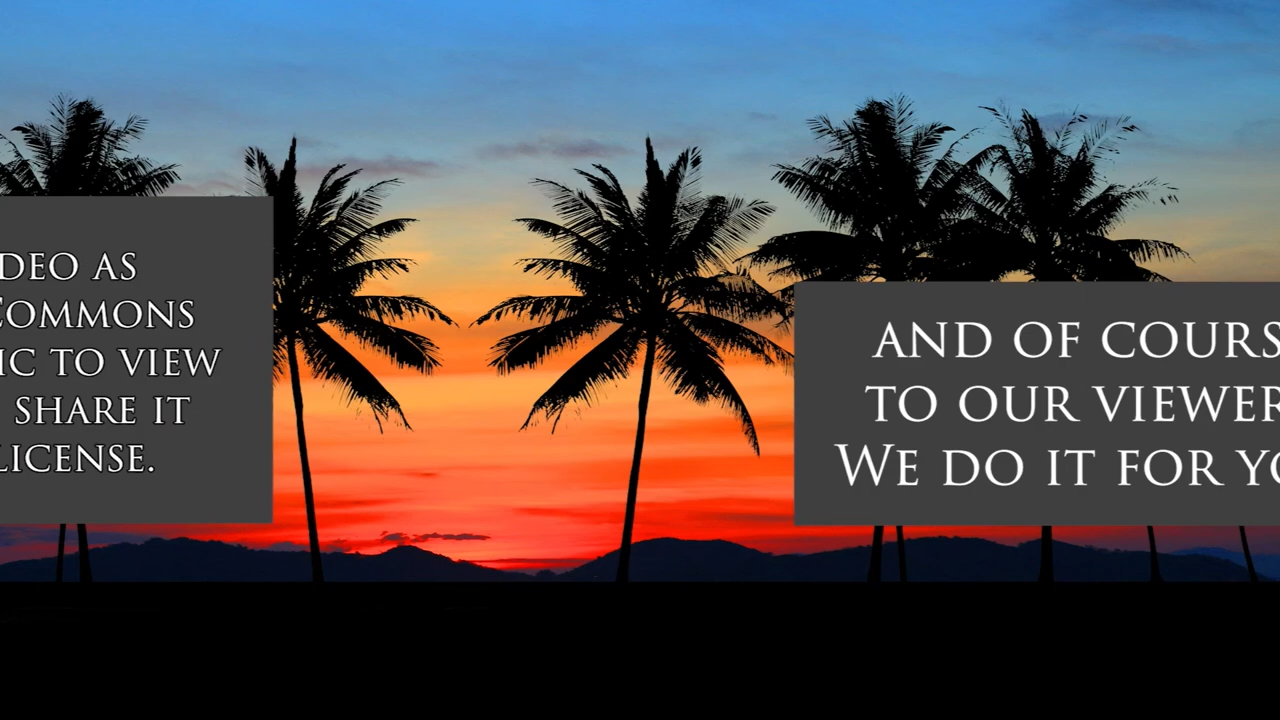 DEO AS
COMMONS
IC TO VIEW
SHARE IT
LICENSE.
AND OF COURS
TO OUR VIEWER
WE DO IT FOR YO